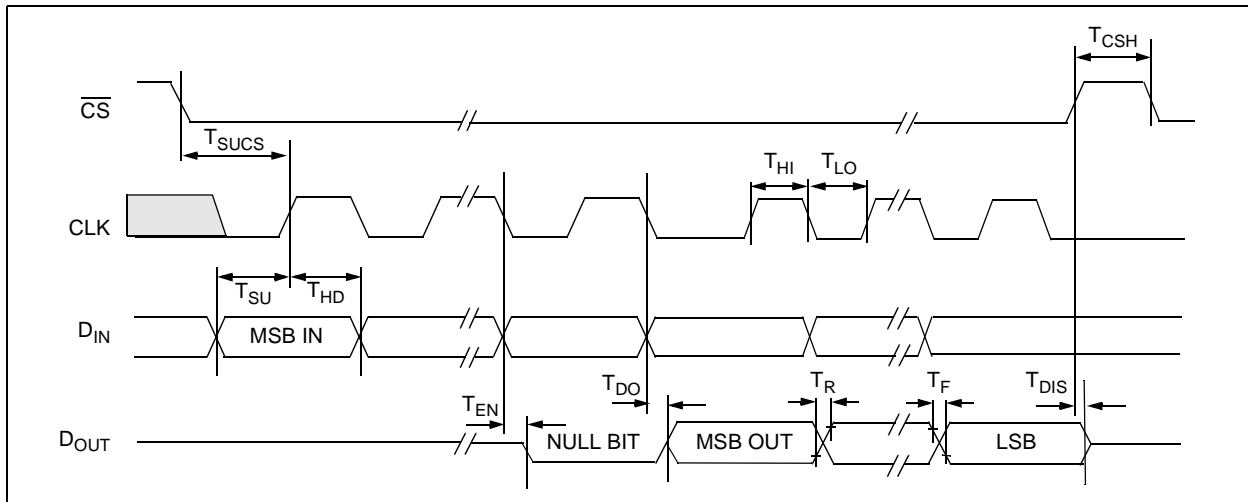 TCSH
CS
TSUCS
THI TLO
CLK
TSU THD
DIN MSB IN
TEN TDO TR TF TDIS
DOUT NULL BIT MSB OUT LSB